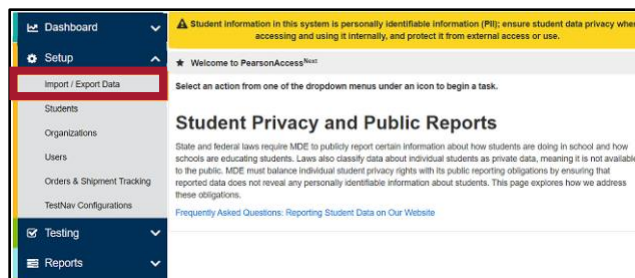 Dashboard
Setup
Import / Export Data
Students
Organizations
Users
Orders & Shipment Tracking
TestNav Configurations
Testing
Reports
Student information in this system is personally identifiable information (PII); ensure student data privacy when
accessing and using it internally, and protect it from external access or use.
Welcome to PearsonAccessNext
Select an action from one of the dropdown menus under an icon to begin a task.
Student Privacy and Public Reports
State and federal laws require MDE to publicly report certain information about how students are doing in school and how
schools are educating students. Laws also classify data about individual students as private data, meaning it is not available
to the public. MDE must balance individual student privacy rights with its public reporting obligations by ensuring that
reported data does not reveal any personally identifiable information about students. This page explores how we address
these obligations.
Frequently Asked Questions: Reporting Student Data on Our Website